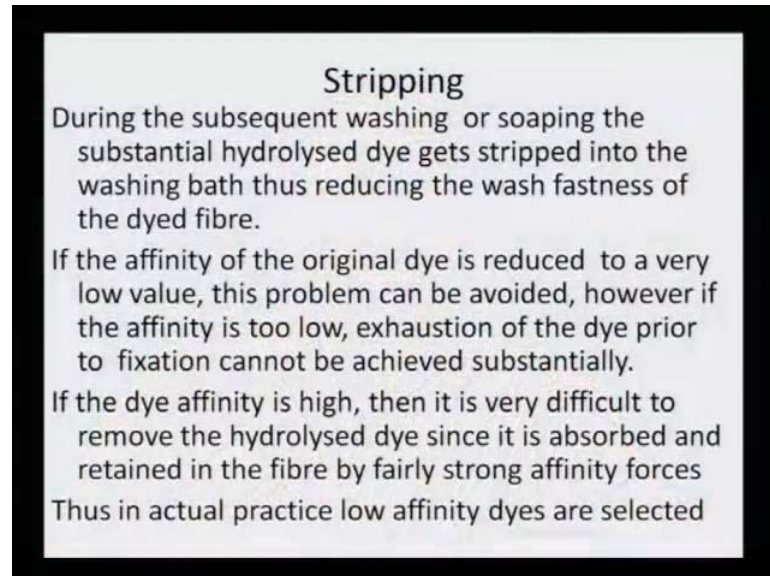 Stripping
During the subsequent washing or soaping the
substantial hydrolysed dye gets stripped into the
washing bath thus reducing the wash fastness of
the dyed fibre.
If the affinity of the original dye is reduced to a very
low value, this problem can be avoided, however if
the affinity is too low, exhaustion of the dye prior
to fixation cannot be achieved substantially.
If the dye affinity is high, then it is very difficult to
remove the hydrolysed dye since it is absorbed and
retained in the fibre by fairly strong affinity forces
Thus in actual practice low affinity dyes are selected